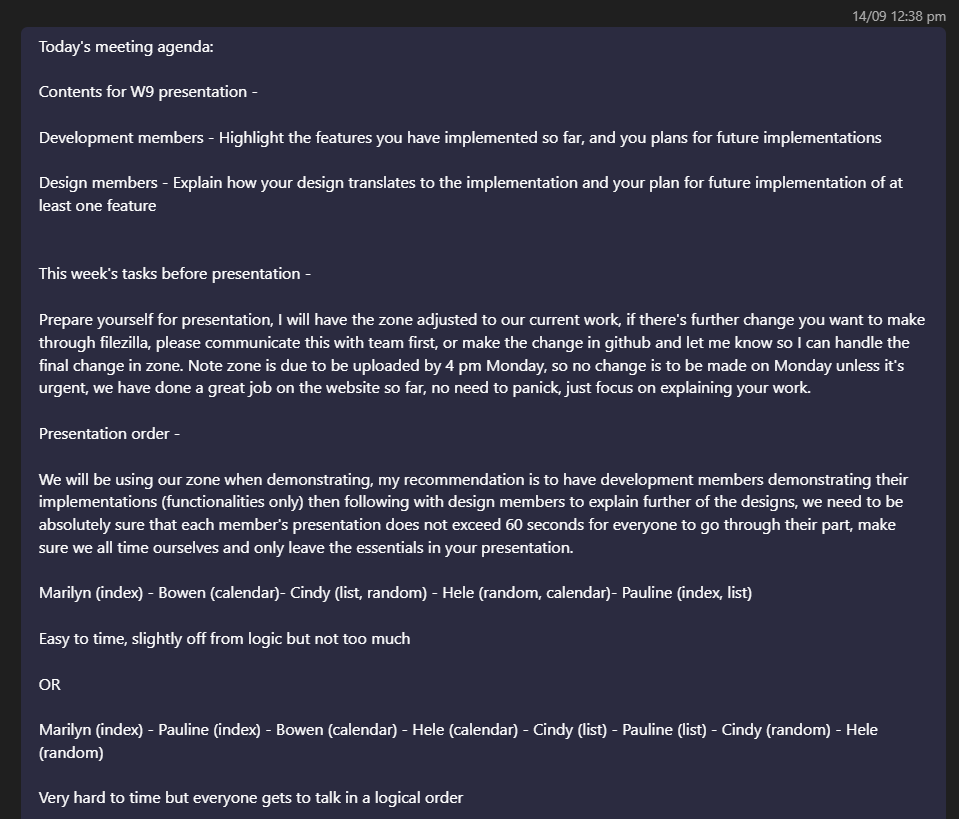 14/09 12:38 pm
Today's meeting agenda:
Contents for W9 presentation -
Development members - Highlight the features you have implemented so far, and you plans for future implementations
Design members - Explain how your design translates to the implementation and your plan for future implementation of at
least one feature
This week's tasks before presentation -
Prepare yourself for presentation, I will have the zone adjusted to our current work, if there's further change you want to make
through filezilla, please communicate this with team first, or make the change in github and let me know so I can handle the
final change in zone. Note zone is due to be uploaded by 4 pm Monday, so no change is to be made on Monday unless it's
urgent, we have done a great job on the website so far, no need to panick, just focus on explaining your work.
Presentation order -
We will be using our zone when demonstrating, my recommendation is to have development members demonstrating their
implementations (functionalities only) then following with design members to explain further of the designs, we need to be
absolutely sure that each member's presentation does not exceed 60 seconds for everyone to go through their part, make
sure we all time ourselves and only leave the essentials in your presentation.
Marilyn (index) - Bowen (calendar)- Cindy (list, random) - Hele (random, calendar)- Pauline (index, list)
Easy to time, slightly off from logic but not too much
OR
Marilyn (index) - Pauline (index) - Bowen (calendar) - Hele (calendar) - Cindy (list) - Pauline (list) - Cindy (random) - Hele
(random)
Very hard to time but everyone gets to talk in a logical order